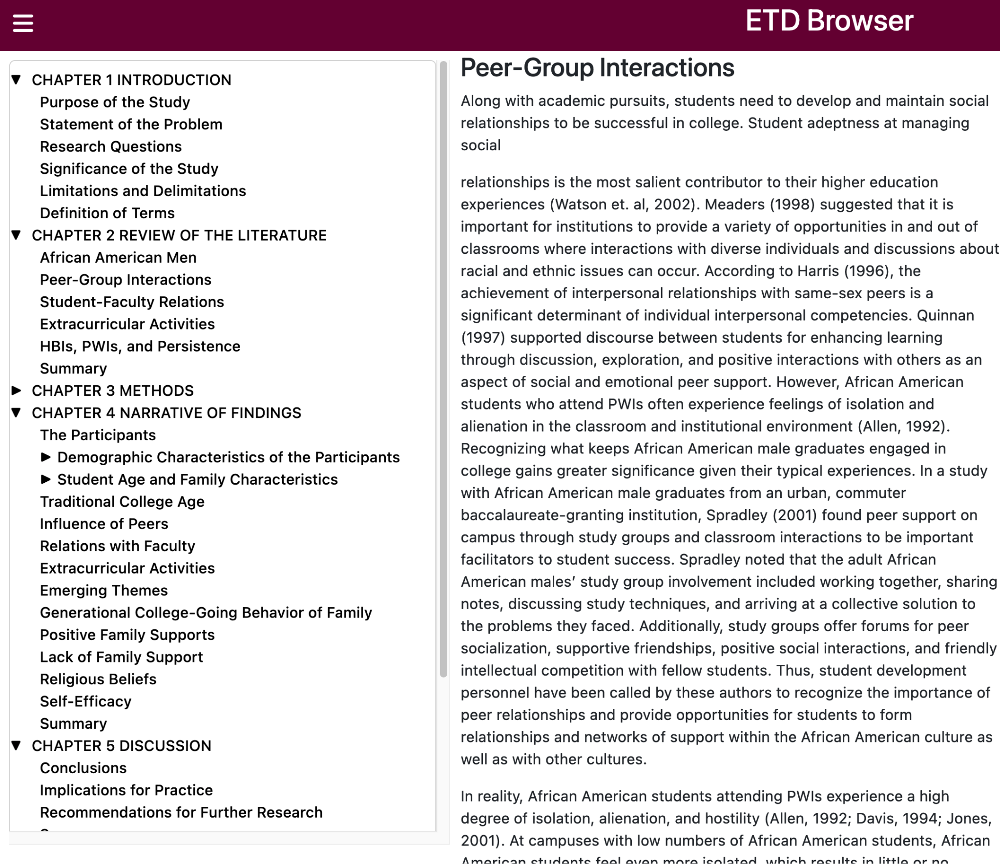 ETD Browser
CHAPTER 1 INTRODUCTION
Purpose of the Study
Statement of the Problem
Research Questions
Significance of the Study
Limitations and Delimitations
Definition of Terms
CHAPTER 2 REVIEW OF THE LITERATURE
African American Men
Peer-Group Interactions
Student-Faculty Relations
Extracurricular Activities
HBIs, PWIs, and Persistence
Summary
CHAPTER 3 METHODS
CHAPTER 4 NARRATIVE OF FINDINGS
The Participants
Demographic Characteristics of the Participants
Student Age and Family Characteristics
Traditional College Age
Influence of Peers
Relations with Faculty
Extracurricular Activities
Emerging Themes
Generational College-Going Behavior of Family
Positive Family Supports
Lack of Family Support
Religious Beliefs
Self-Efficacy
Summary
CHAPTER 5 DISCUSSION
Conclusions
Implications for Practice
Recommendations for Further Research
Peer-Group Interactions
Along with academic pursuits, students need to develop and maintain social
relationships to be successful in college. Student adeptness at managing
social
relationships is the most salient contributor to their higher education
experiences (Watson et. al, 2002). Meaders (1998) suggested that it is
important for institutions to provide a variety of opportunities in and out of
classrooms where interactions with diverse individuals and discussions about
racial and ethnic issues can occur. According to Harris (1996), the
achievement of interpersonal relationships with same-sex peers is a
significant determinant of individual interpersonal competencies. Quinnan
(1997) supported discourse between students for enhancing learning
through discussion, exploration, and positive interactions with others as an
aspect of social and emotional peer support. However, African American
students who attend PWIs often experience feelings of isolation and
alienation in the classroom and institutional environment (Allen, 1992).
Recognizing what keeps African American male graduates engaged in
college gains greater significance given their typical experiences. In a study
with African American male graduates from an urban, commuter
baccalaureate-granting institution, Spradley (2001) found peer support on
campus through study groups and classroom interactions to be important
facilitators to student success. Spradley noted that the adult African
American males’ study group involvement included working together, sharing
notes, discussing study techniques, and arriving at a collective solution to
the problems they faced. Additionally, study groups offer forums for peer
socialization, supportive friendships, positive social interactions, and friendly
intellectual competition with fellow students. Thus, student development
personnel have been called by these authors to recognize the importance of
peer relationships and provide opportunities for students to form
relationships and networks of support within the African American culture as
well as with other cultures.
In reality, African American students attending PWIs experience a high
degree of isolation, alienation, and hostility (Allen, 1992; Davis, 1994; Jones,
2001). At campuses with low numbers of African American students, African
American students feel even more isolated, which results in little or no